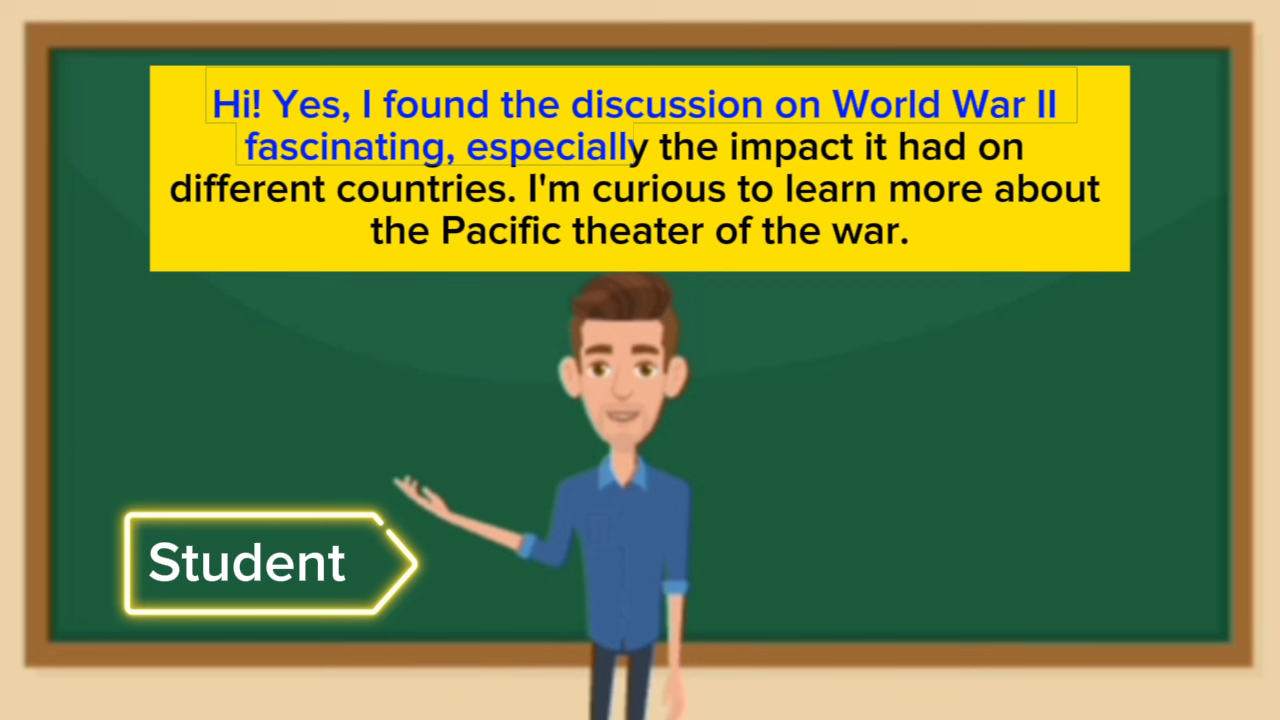 Hi! Yes, I found the discussion on World War II
fascinating, especially the impact it had on
different countries. I'm curious to learn more about
the Pacific theater of the war.
Student